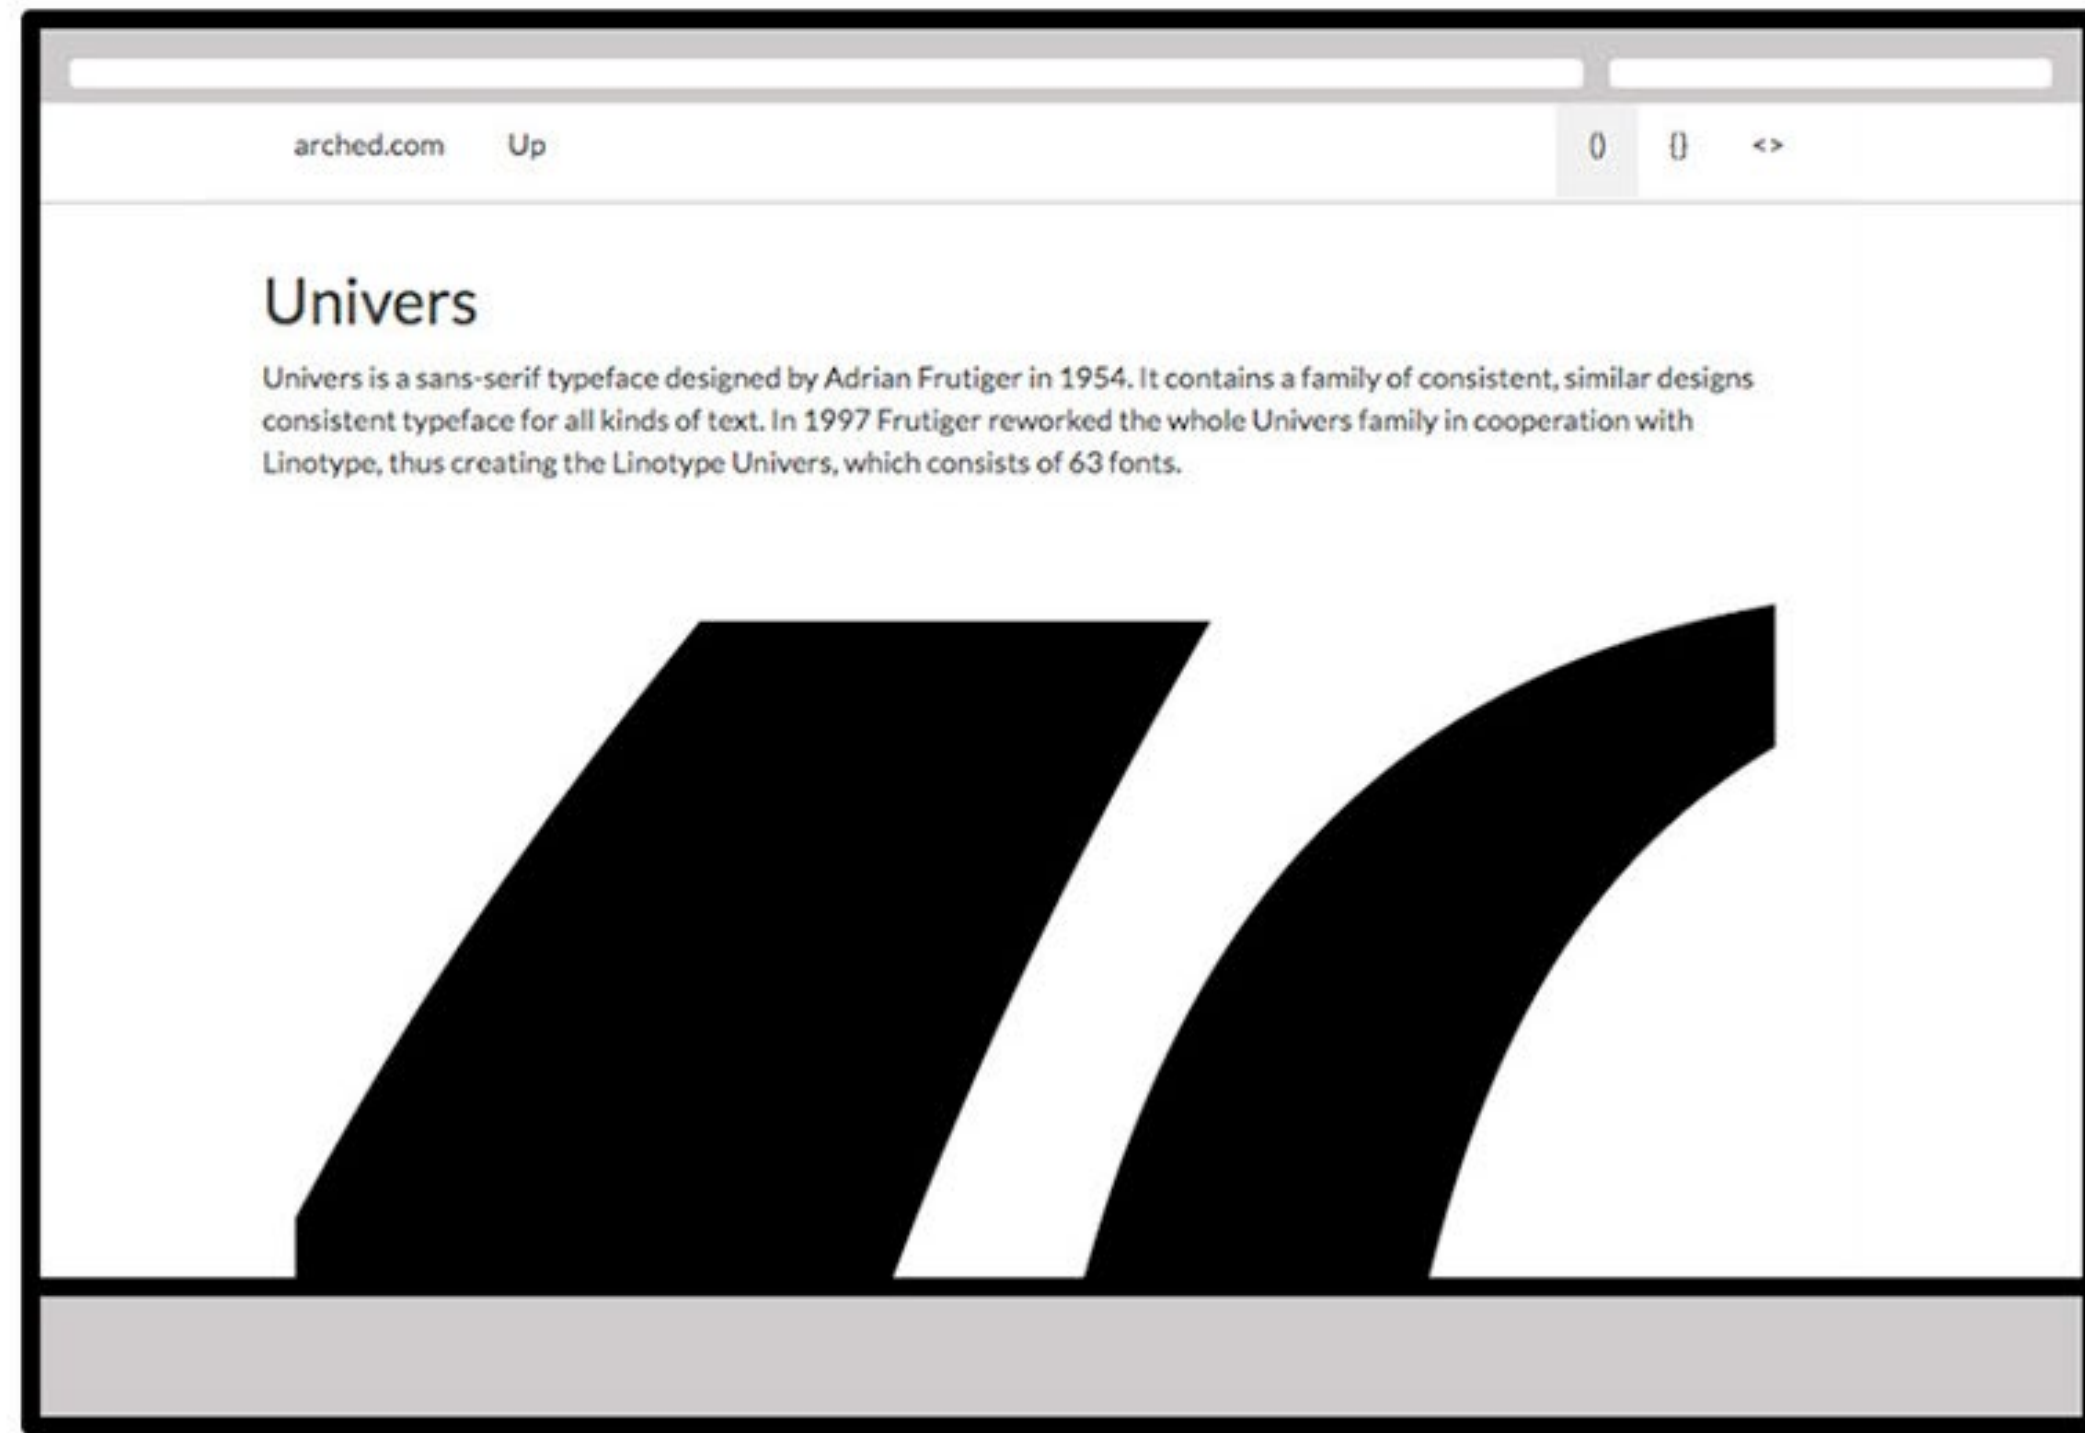 arched.com Up () {} <>
Univers
Univers is a sans-serif typeface designed by Adrian Frutiger in 1954. It contains a family of consistent, similar designs
consistent typeface for all kinds of text. In 1997 Frutiger reworked the whole Univers family in cooperation with
Linotype, thus creating the Linotype Univers, which consists of 63 fonts.